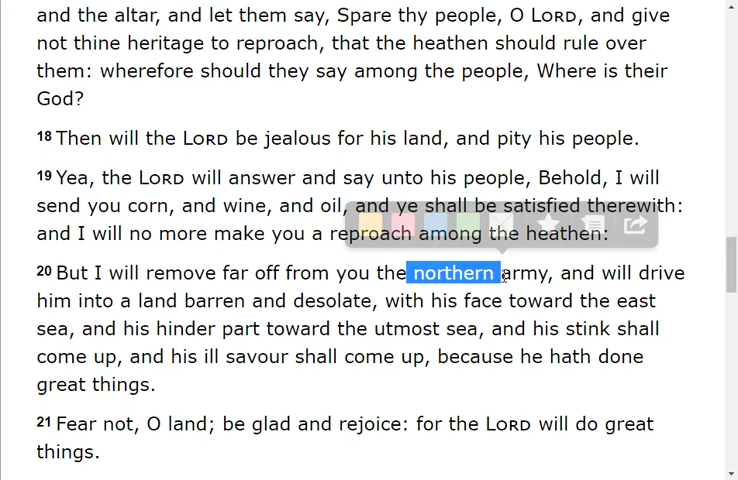 and the altar, and let them say, Spare thy people, O LORD, and give
not thine heritage to reproach, that the heathen should rule over
them: wherefore should they say among the people, Where is their
God?
18 Then will the LORD be jealous for his land, and pity his people.
19 Yea, the LORD will answer and say unto his people, Behold, I will
send you corn, and wine, and oil, and ye shall be satisfied therewith:
and I will no more make you a reproach among the heathen:
20 But I will remove far off from you the northern army, and will drive
him into a land barren and desolate, with his face toward the east
sea, and his hinder part toward the utmost sea, and his stink shall
come up, and his ill savour shall come up, because he hath done
great things.
21 Fear not, O land; be glad and rejoice: for the LORD will do great
things.